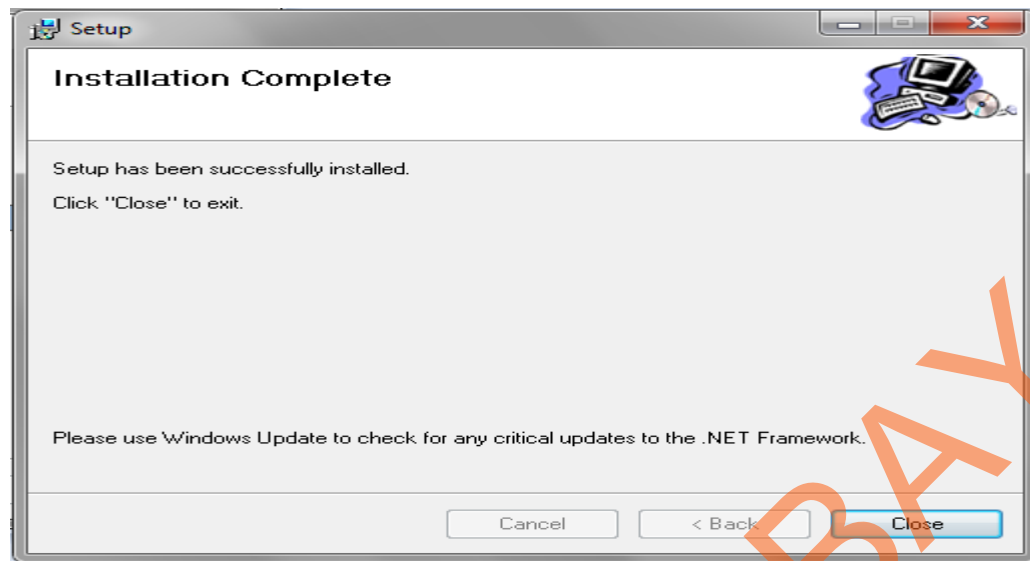 Setup
Installation Complete
Setup has been successfully installed.
Click "Close" to exit.
Please use Windows Update to check for any critical updates to the .NET Framework.
Cancel
< Back
Close
BAY